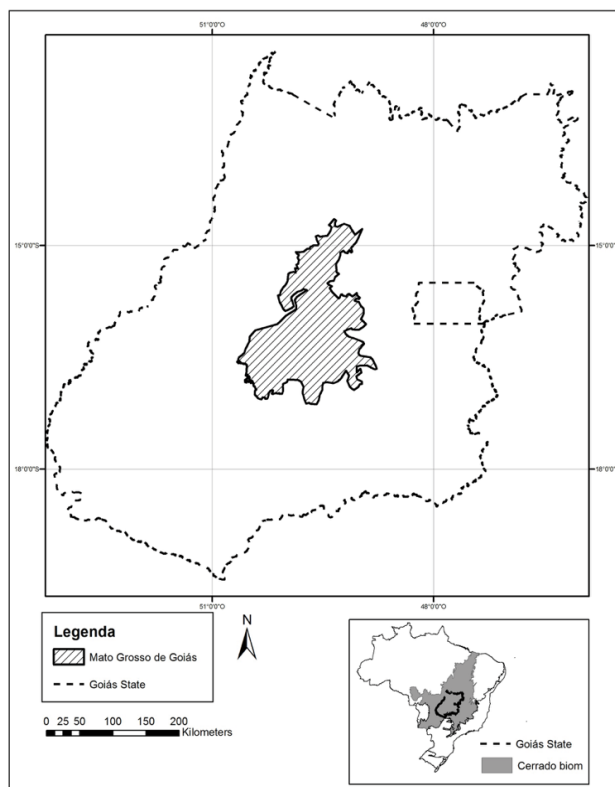 51°0'0"O 48°0'0"O
15°0'0"S 15°0'0"S
18°0'0"S 18°0'0"S
51°0'0"O 48°0'0"O
Legenda
Mato Grosso de Goiás
Goiás State
N
0 25 50 100 150 200
Kilometers
Goiás State
Cerrado biom